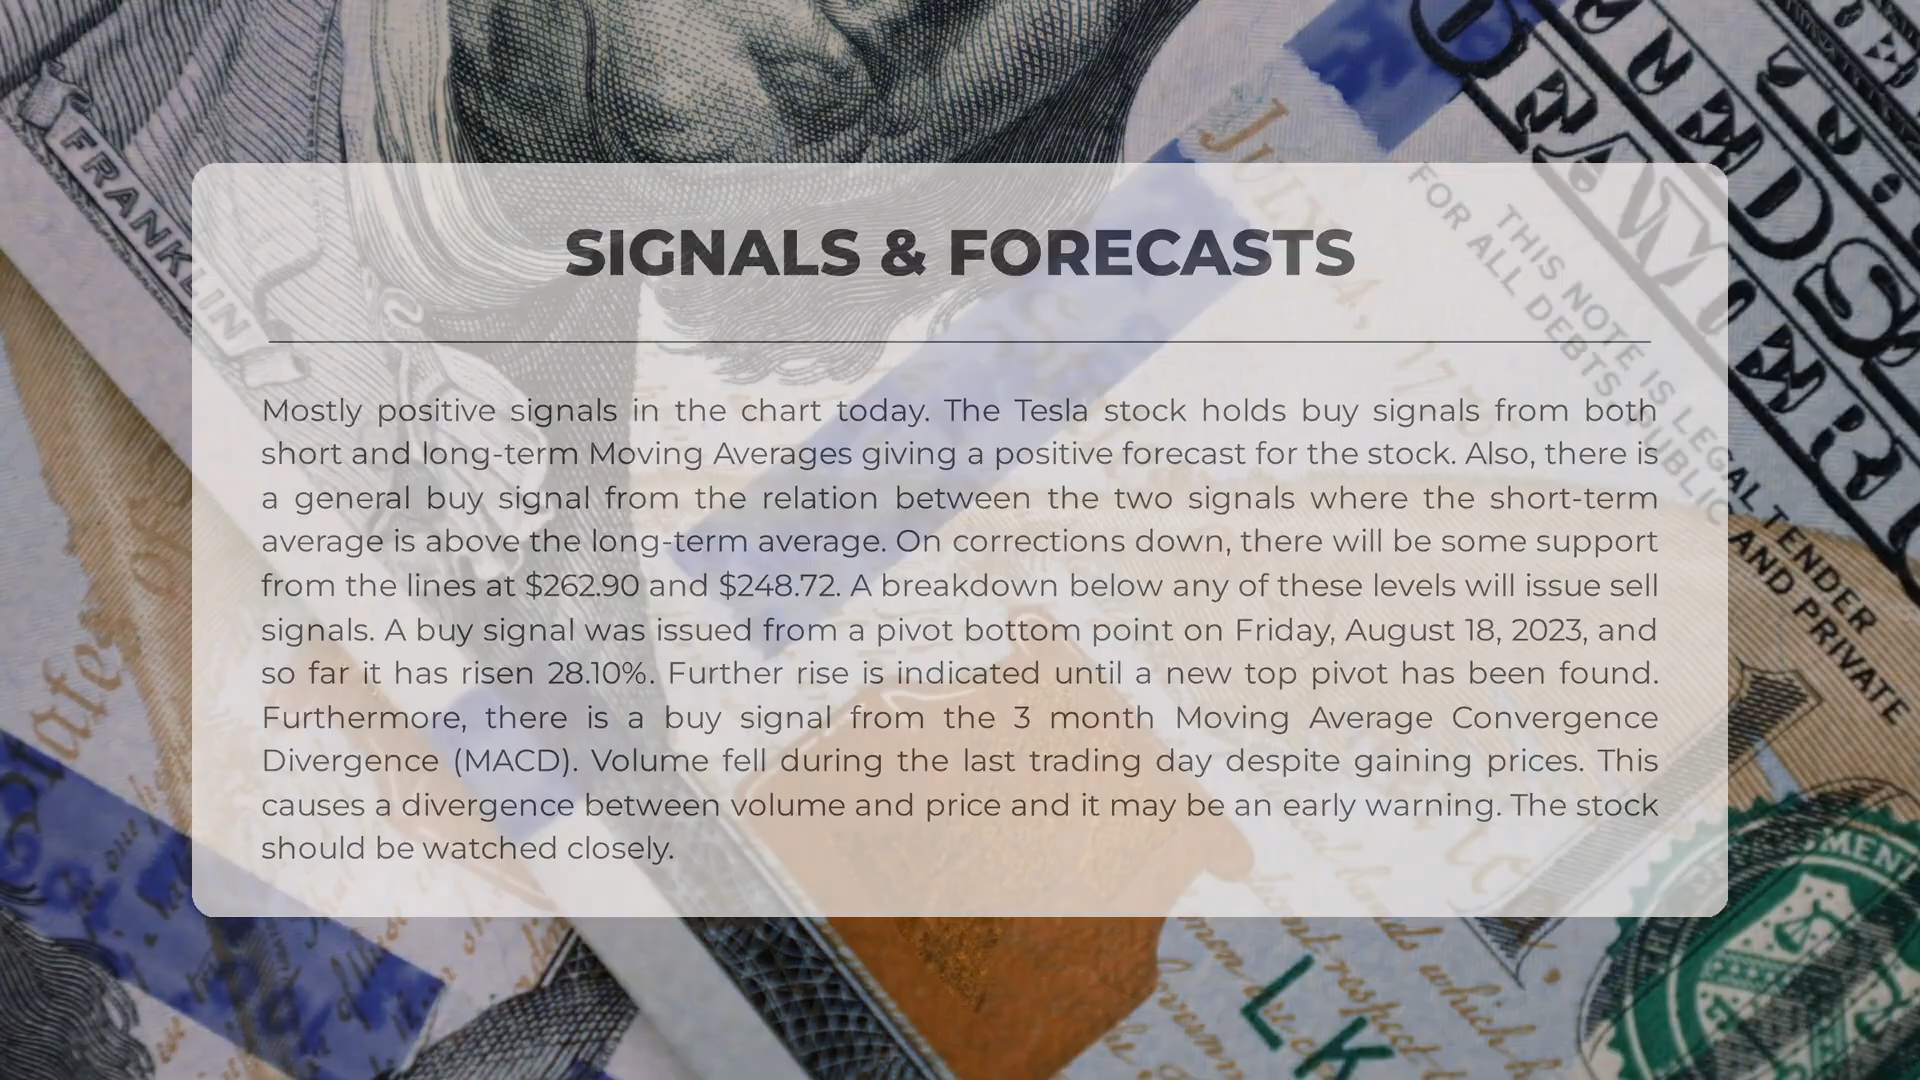 FRANKLIN
JULY 4, 1776
THIS NOTE IS LEGAL TENDER
FOR ALL DEBTS, PUBLIC AND PRIVATE
SIGNALS & FORECASTS
Mostly positive signals in the chart today. The Tesla stock holds buy signals from both
short and long-term Moving Averages giving a positive forecast for the stock. Also, there is
a general buy signal from the relation between the two signals where the short-term
average is above the long-term average. On corrections down, there will be some support
from the lines at $262.90 and $248.72. A breakdown below any of these levels will issue sell
signals. A buy signal was issued from a pivot bottom point on Friday, August 18, 2023, and
so far it has risen 28.10%. Further rise is indicated until a new top pivot has been found.
Furthermore, there is a buy signal from the 3 month Moving Average Convergence
Divergence (MACD). Volume fell during the last trading day despite gaining prices. This
causes a divergence between volume and price and it may be an early warning. The stock
should be watched closely.
L K